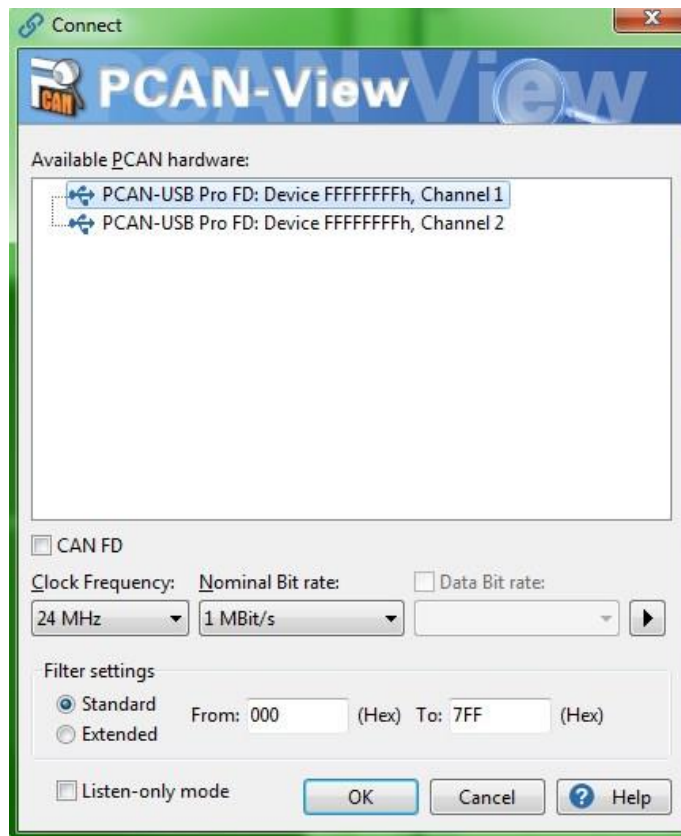 Connect
PCAN-View
CAN
Available PCAN hardware:
PCAN-USB Pro FD: Device FFFFFFFFh, Channel 1
PCAN-USB Pro FD: Device FFFFFFFFh, Channel 2
CAN FD
Clock Frequency: Nominal Bit rate: Data Bit rate:
24 MHz 1 MBit/s
Filter settings
Standard
From: 000 (Hex) To: 7FF (Hex)
Extended
Listen-only mode OK Cancel Help